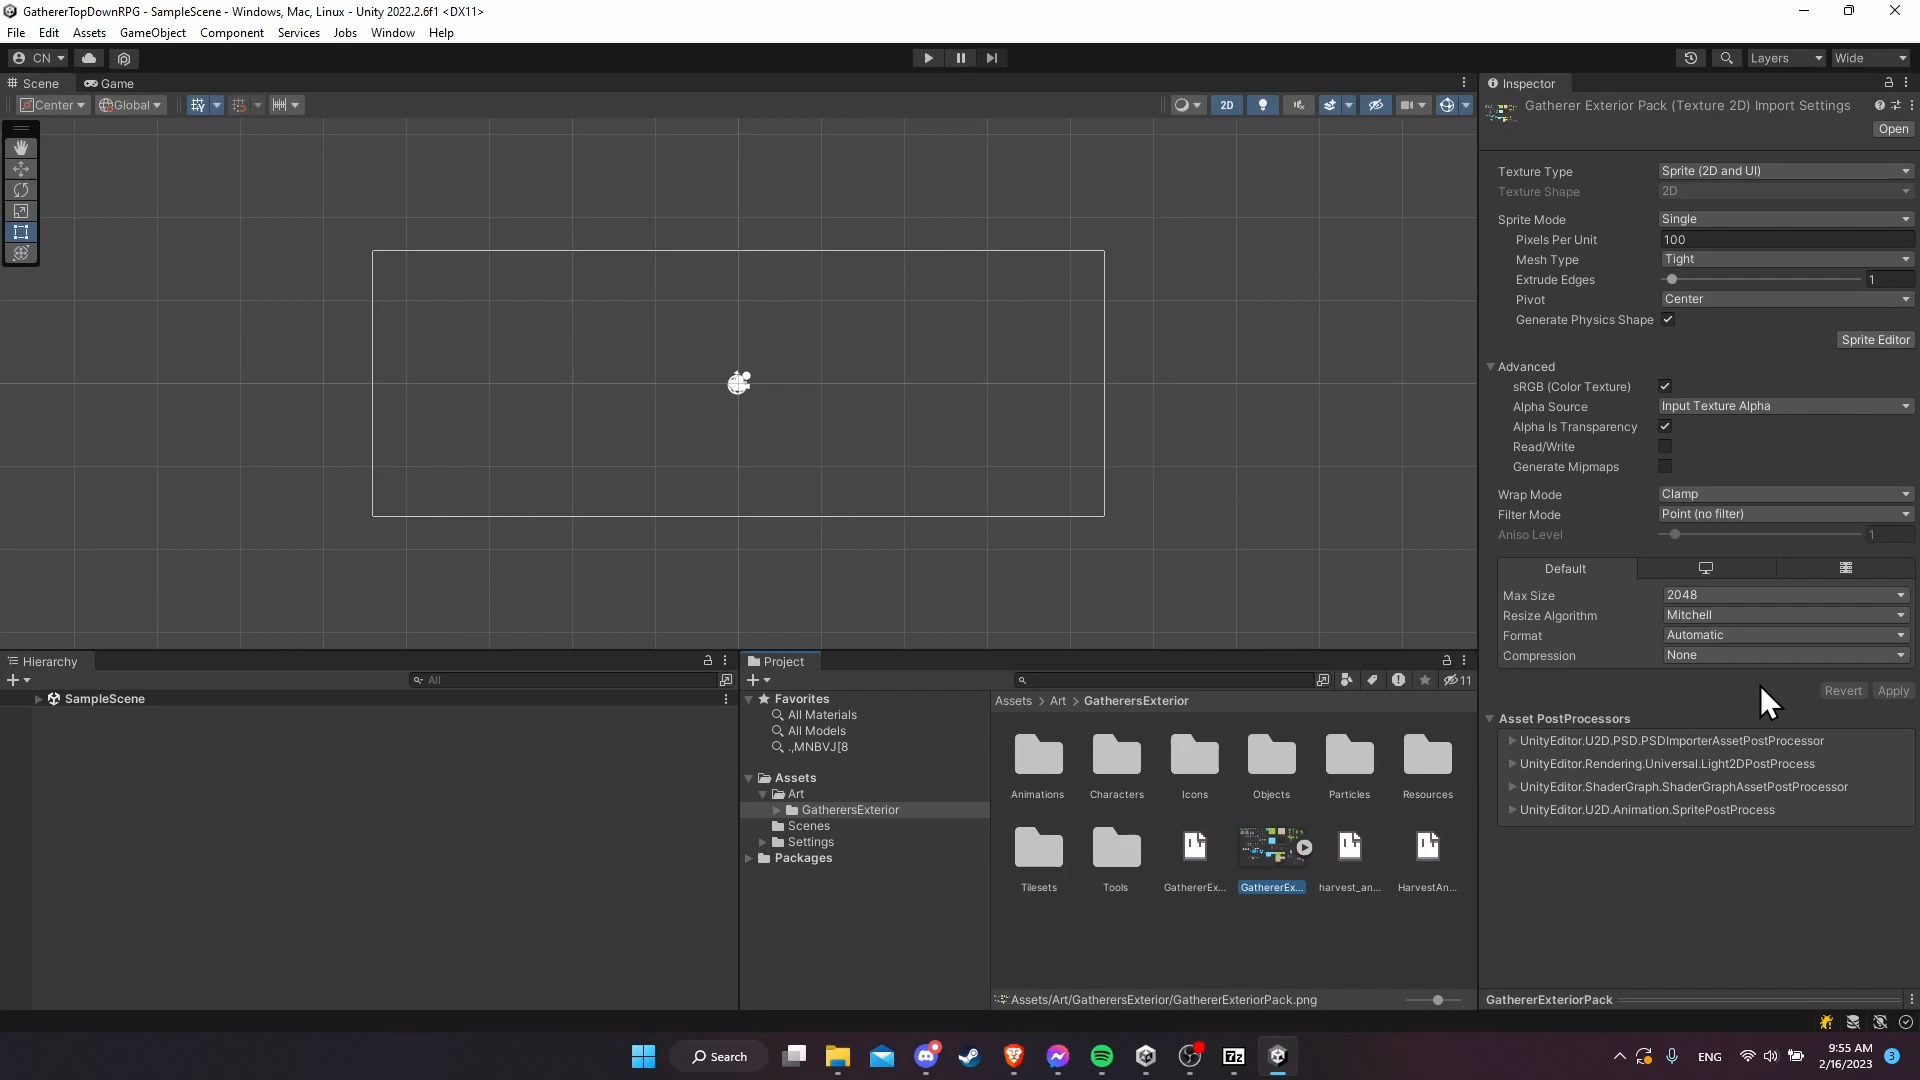 GathererTopDownRPG - SampleScene - Windows, Mac, Linux - Unity 2022.2.6f1 <DX11>
File Edit Assets GameObject Component Services Jobs Window Help
CN Layers Wide
Scene Game
Center Global 2D
Hierarchy
All
SampleScene
Project
11
Favorites
All Materials
All Models
.,MNBVJ[8
Assets
Art
GatherersExterior
Scenes
Settings
Packages
Assets > Art > GatherersExterior
Animations Characters Icons Objects Particles Resources
Tilesets Tools GathererEx... GathererEx... harvest_an... HarvestAn...
Assets/Art/GatherersExterior/GathererExteriorPack.png
Inspector
Gatherer Exterior Pack (Texture 2D) Import Settings
Open
Texture Type Sprite (2D and UI)
Texture Shape 2D
Sprite Mode Single
Pixels Per Unit 100
Mesh Type Tight
Extrude Edges 1
Pivot Center
Generate Physics Shape
Sprite Editor
Advanced
sRGB (Color Texture)
Alpha Source Input Texture Alpha
Alpha Is Transparency
Read/Write
Generate Mipmaps
Wrap Mode Clamp
Filter Mode Point (no filter)
Aniso Level 1
Default
Max Size 2048
Resize Algorithm Mitchell
Format Automatic
Compression None
Revert Apply
Asset PostProcessors
UnityEditor.U2D.PSD.PSDImporterAssetPostProcessor
UnityEditor.Rendering.Universal.Light2DPostProcess
UnityEditor.ShaderGraph.ShaderGraphAssetPostProcessor
UnityEditor.U2D.Animation.SpritePostProcess
GathererExteriorPack
Search
7z
ENG
9:55 AM
2/16/2023
3